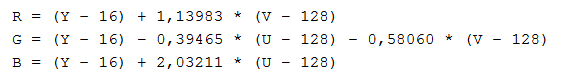 R = (Y - 16) + 1,13983 * (V - 128)
G = (Y - 16) - 0,39465 * (U - 128) - 0,58060 * (V - 128)
B = (Y - 16) + 2,03211 * (U - 128)